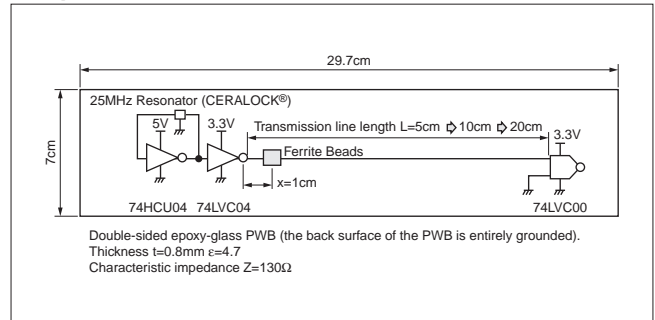 29.7cm
7cm
25MHz Resonator (CERALOCK®)
5V
3.3V
Transmission line length L=5cm ⇨ 10cm ⇨ 20cm
3.3V
Ferrite Beads
x=1cm
74HCU04
74LVC04
74LVC00
Double-sided epoxy-glass PWB (the back surface of the PWB is entirely grounded).
Thickness t=0.8mm ε=4.7
Characteristic impedance Z=130Ω